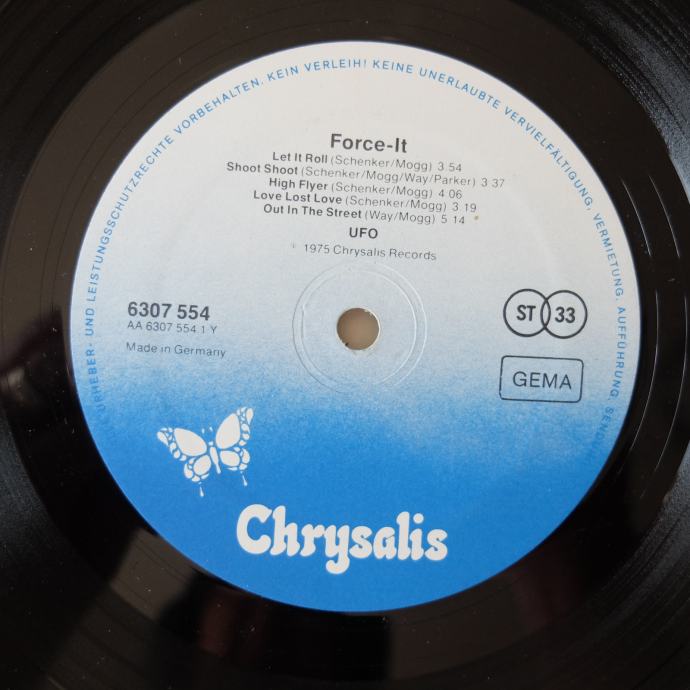 URHEBER- UND LEISTUNGSSCHUTZRECHTE VORBEHALTEN. KEIN VERLEIH! KEINE UNERLAUBTE VERVIELFÄLTIGUNG, VERMIETUNG, AUFFÜHRUNG,
Force-It
Let It Roll (Schenker/Mogg) 3 54
Shoot Shoot (Schenker/Mogg/Way/Parker) 3 37
High Flyer (Schenker/Mogg) 4 06
Love Lost Love (Schenker/Mogg) 3 19
Out In The Street (Way/Mogg) 5 14
UFO
1975 Chrysalis Records
6307 554
AA 6307 554 1 Y
Made in Germany
ST 33
GEMA
Chrysalis